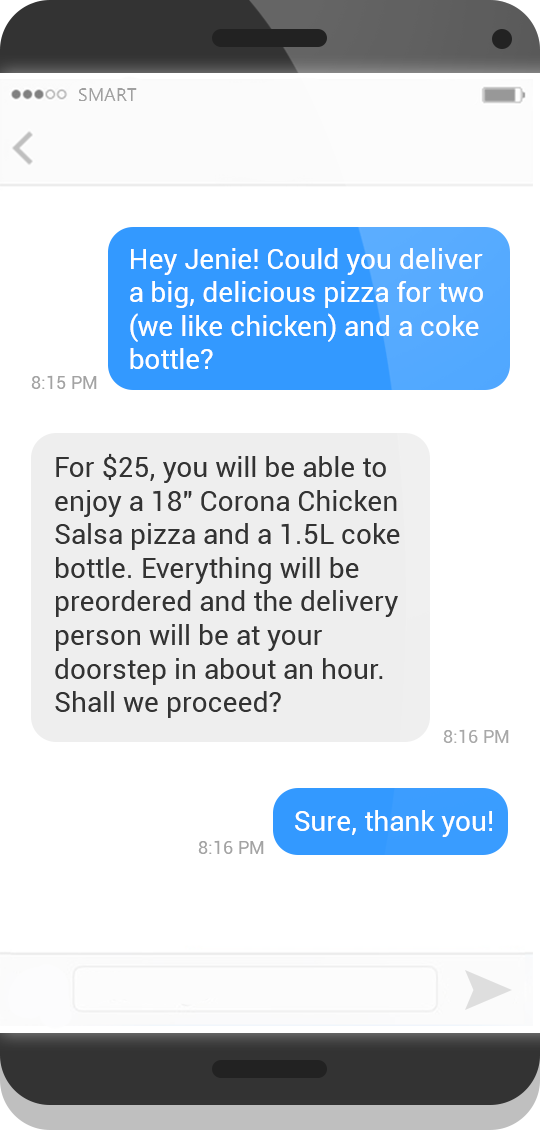 SMART
Hey Jenie! Could you deliver
a big, delicious pizza for two
(we like chicken) and a coke
bottle?
8:15 PM
For $25, you will be able to
enjoy a 18" Corona Chicken
Salsa pizza and a 1.5L coke
bottle. Everything will be
preordered and the delivery
person will be at your
doorstep in about an hour.
Shall we proceed?
8:16 PM
Sure, thank you!
8:16 PM